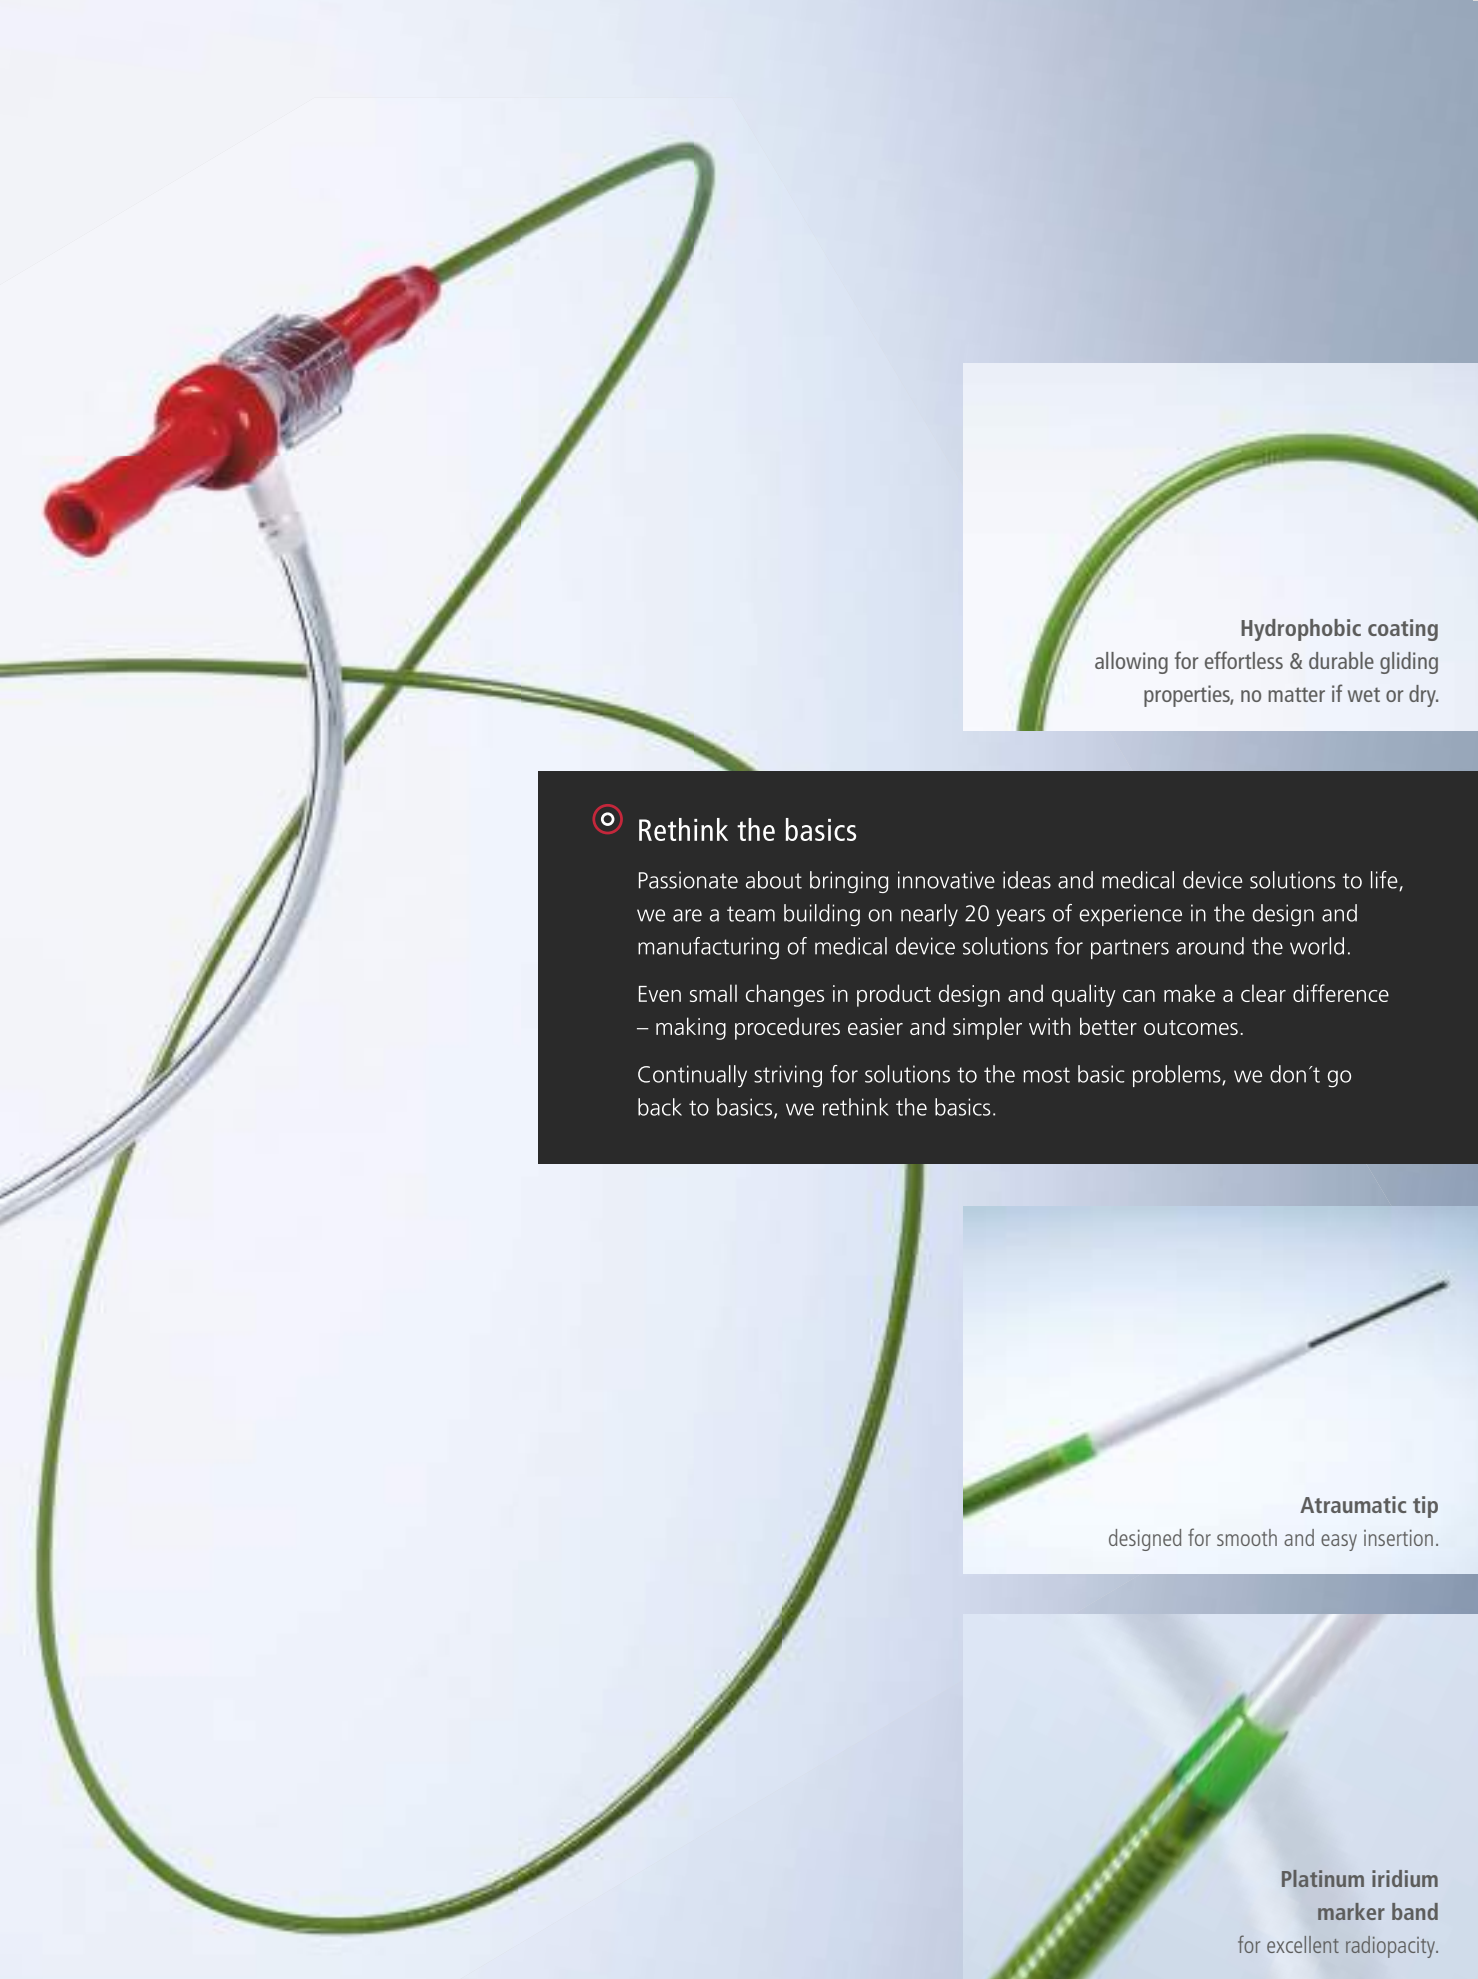 Hydrophobic coating
allowing for effortless & durable gliding
properties, no matter if wet or dry.
Rethink the basics
Passionate about bringing innovative ideas and medical device solutions to life,
we are a team building on nearly 20 years of experience in the design and
manufacturing of medical device solutions for partners around the world.
Even small changes in product design and quality can make a clear difference
– making procedures easier and simpler with better outcomes.
Continually striving for solutions to the most basic problems, we don´t go
back to basics, we rethink the basics.
Atraumatic tip
designed for smooth and easy insertion.
Platinum iridium
marker band
for excellent radiopacity.